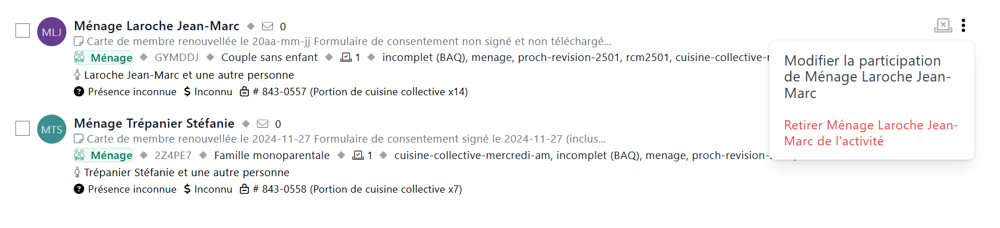 MLJ Ménage Laroche Jean-Marc 0
Carte de membre renouvellée le 20aa-mm-jj Formulaire de consentement non signé et non téléchargé...
Ménage GYMDDJ Couple sans enfant 1 incomplet (BAQ), menage, proch-revision-2501, rcm2501, cuisine-collective-
Laroche Jean-Marc et une autre personne
? Présence inconnue $ Inconnu # 843-0557 (Portion de cuisine collective x14)
Modifier la participation
de Ménage Laroche Jean-
Marc
Retirer Ménage Laroche Jean-
Marc de l'activité
MTS Ménage Trépanier Stéfanie 0
Carte de membre renouvellée le 2024-11-27 Formulaire de consentement signé le 2024-11-27 (inclus...
Ménage 2Z4PE7 Famille monoparentale 1 cuisine-collective-mercredi-am, incomplet (BAQ), menage, proch-revision-
Trépanier Stéfanie et une autre personne
? Présence inconnue $ Inconnu # 843-0558 (Portion de cuisine collective x7)